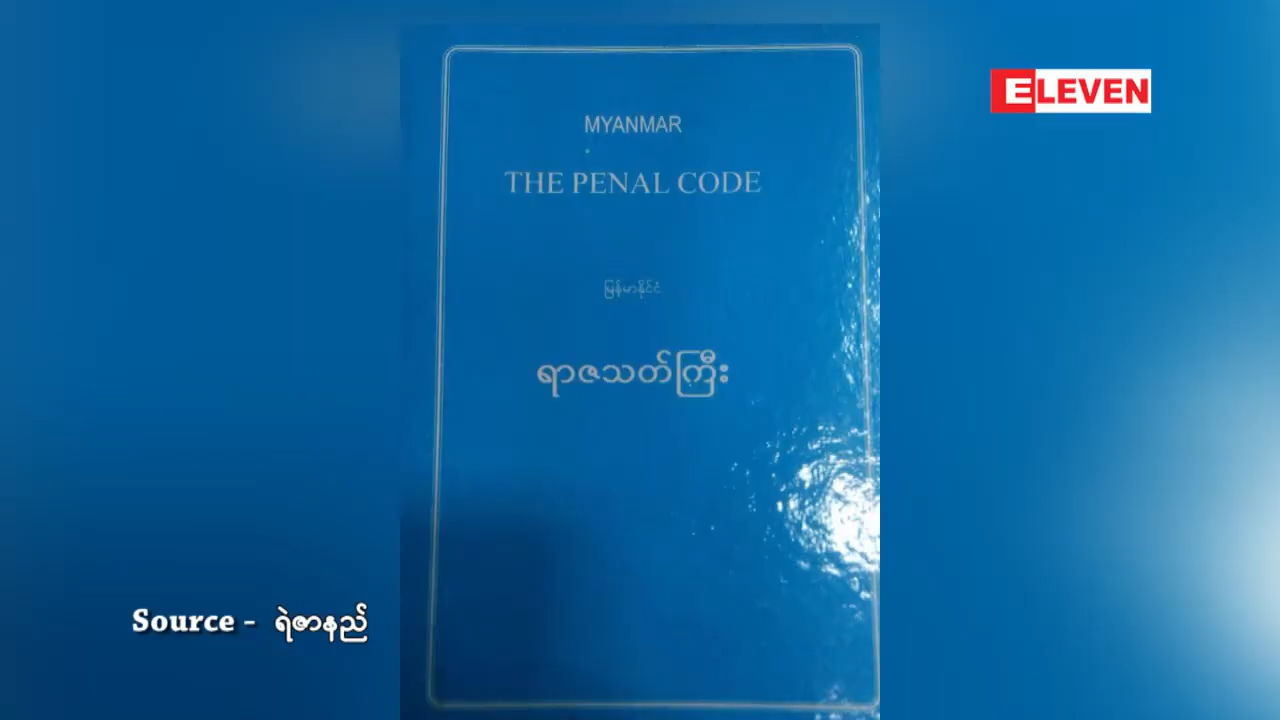 ELEVEN
MYANMAR
THE PENAL CODE
မြန်မာနိုင်ငံ
ရာဇသတ်ကြီး
Source - ရဲဇာနည်